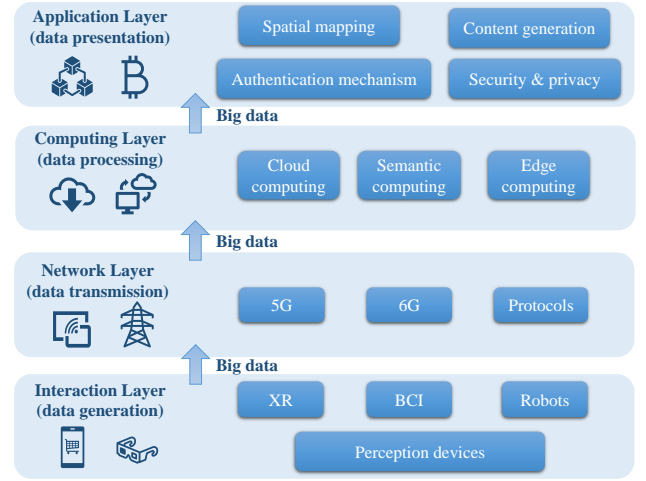 Application Layer
(data presentation)
Spatial mapping
Content generation
Authentication mechanism
Security & privacy
Big data
Computing Layer
(data processing)
Cloud
computing
Semantic
computing
Edge
computing
Big data
Network Layer
(data transmission)
5G
6G
Protocols
Big data
Interaction Layer
(data generation)
XR
BCI
Robots
Perception devices